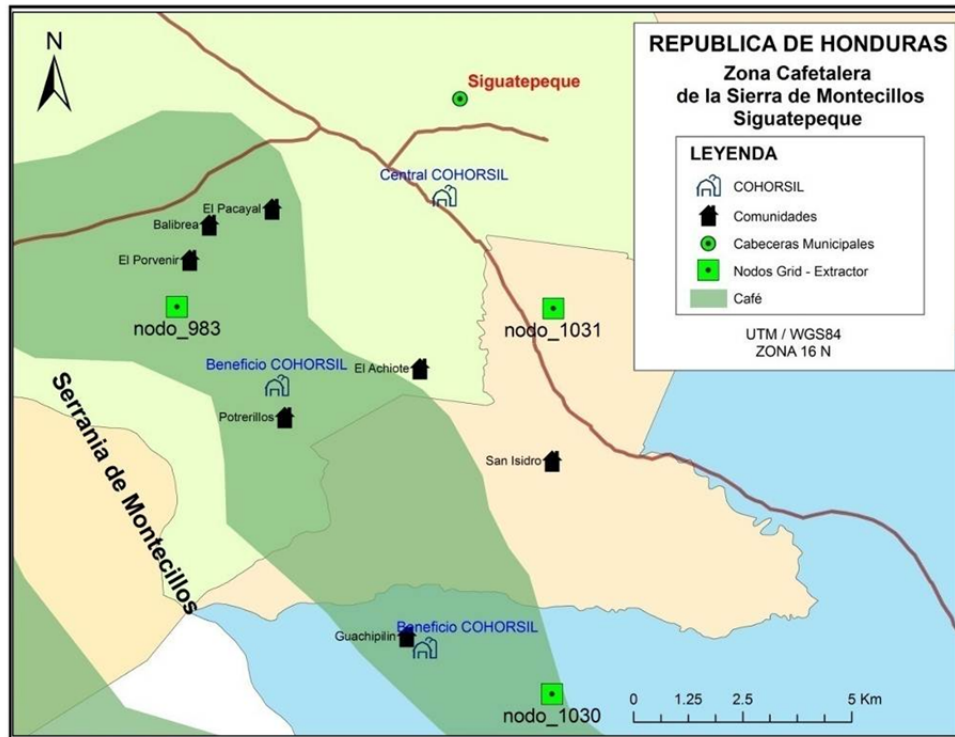 N
Siguatepeque
Central COHORSIL
El Pacayal
Balibrea
El Porvenir
nodo_983
nodo_1031
Beneficio COHORSIL
El Achiote
Potrerillos
Serrania de Montecillos
San Isidro
Guachipilin
Beneficio COHORSIL
nodo_1030
0 1.25 2.5 5 Km
REPUBLICA DE HONDURAS
Zona Cafetalera
de la Sierra de Montecillos
Siguatepeque
LEYENDA
COHORSIL
Comunidades
Cabeceras Municipales
Nodos Grid - Extractor
Café
UTM / WGS84
ZONA 16 N